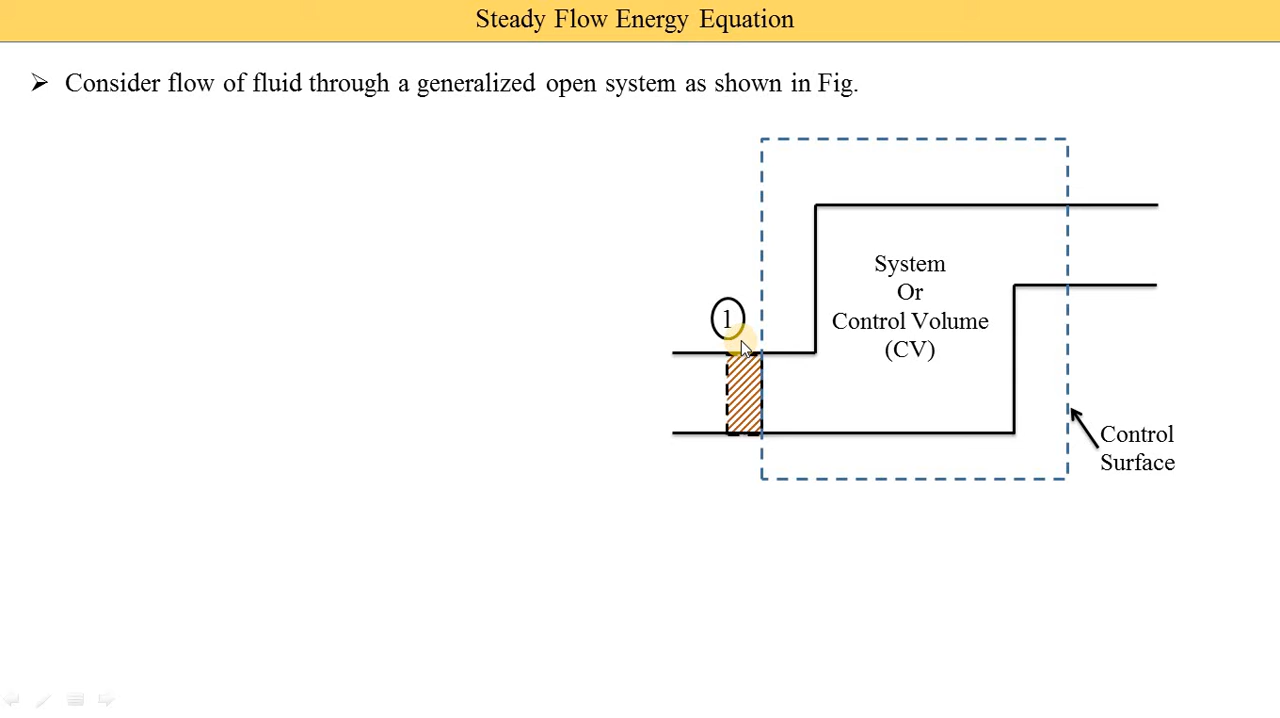 Steady Flow Energy Equation
Consider flow of fluid through a generalized open system as shown in Fig.
System
Or
Control Volume
(CV)
1
Control
Surface